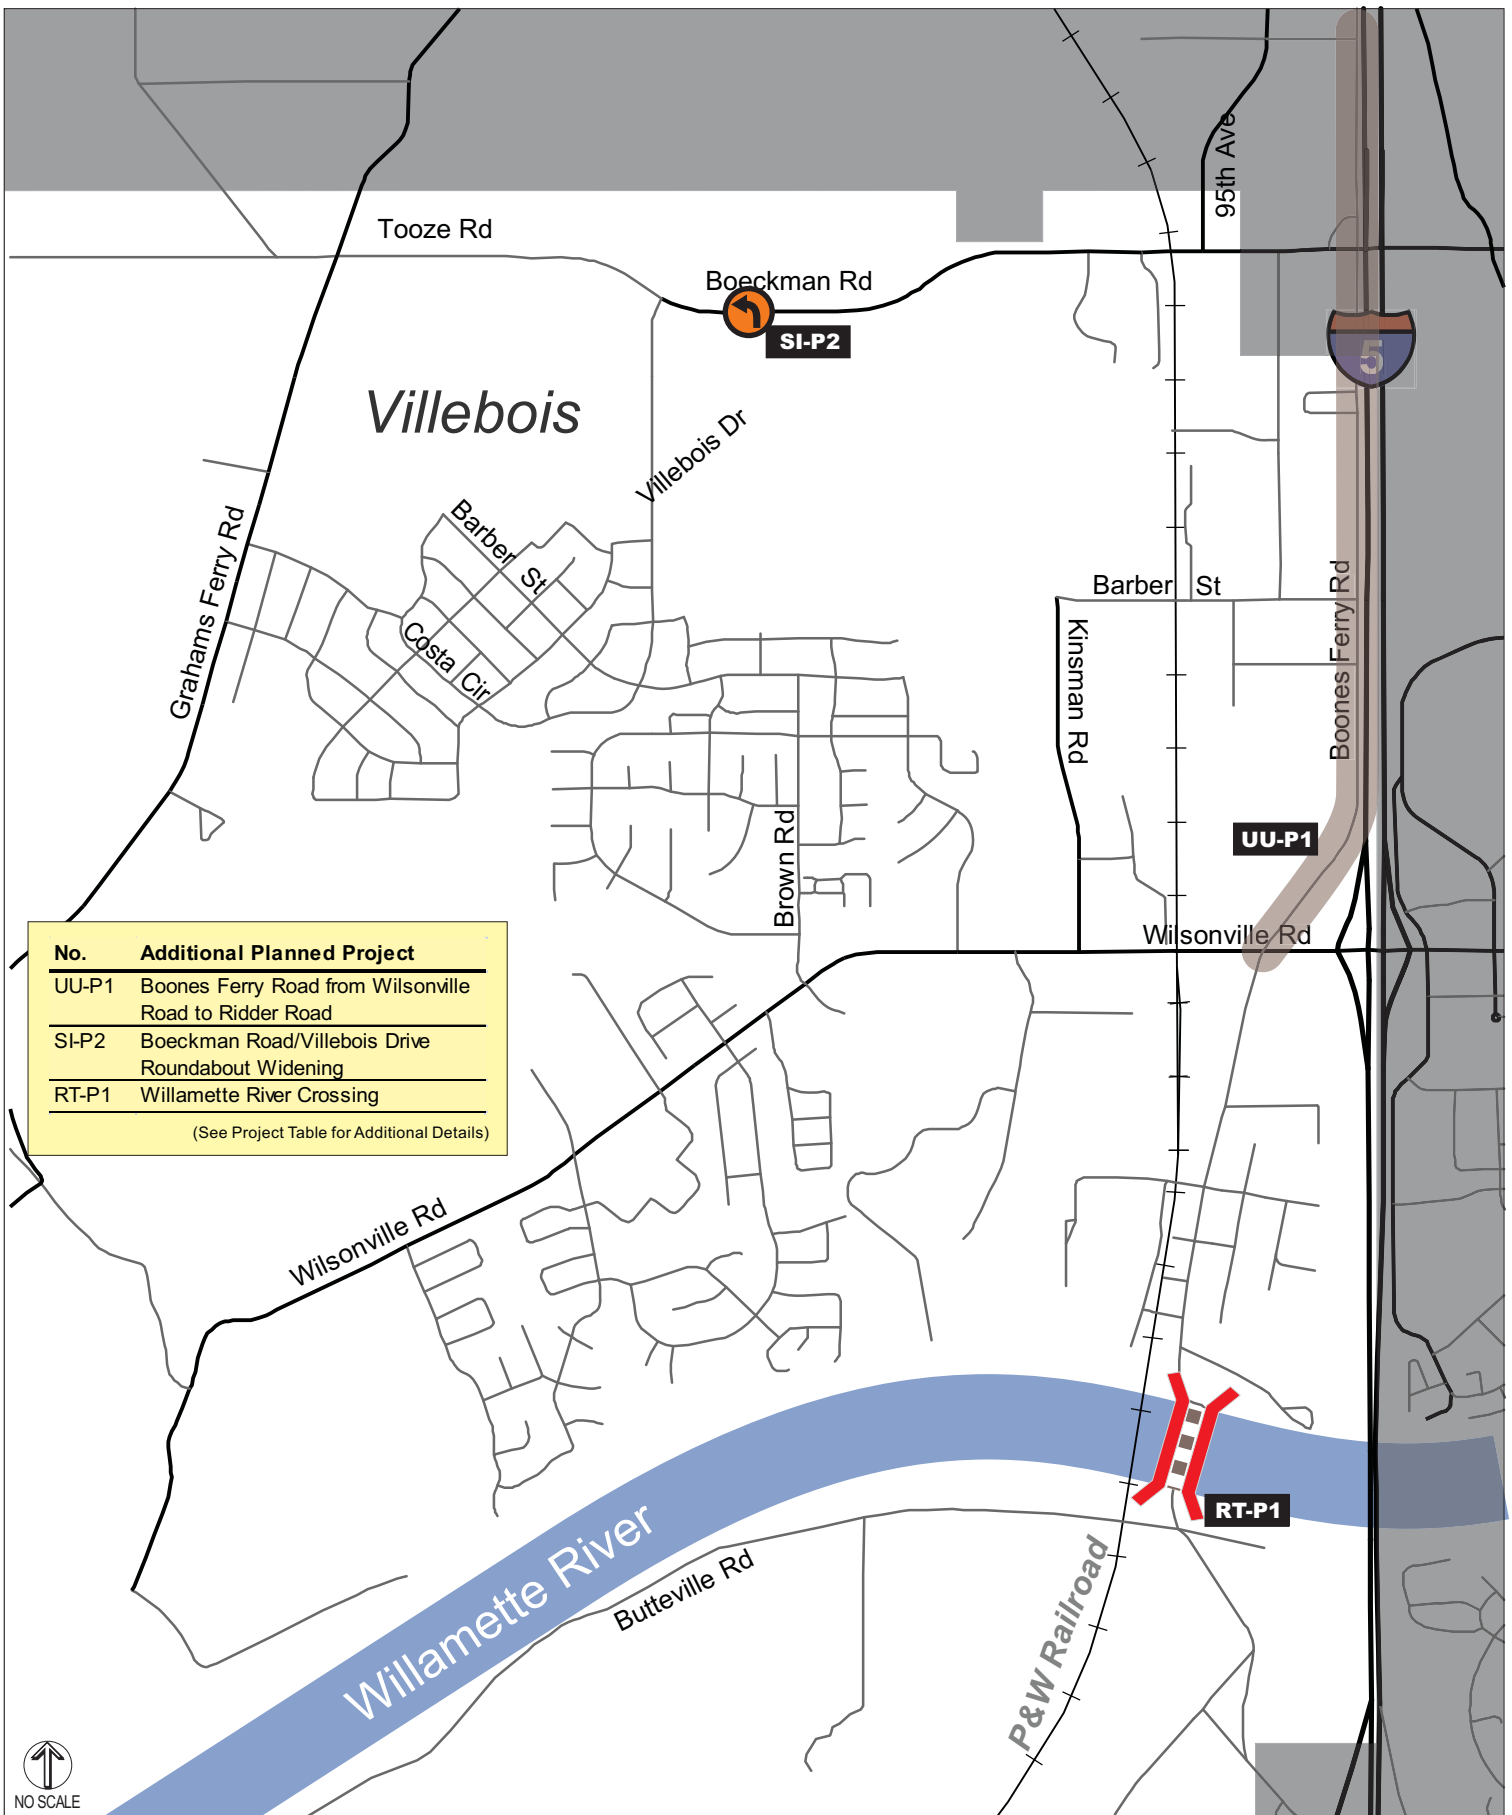 95th Ave
Tooze Rd
Boeckman Rd
SI-P2
5
Villebois
Villebois Dr
Barber St
Grahams Ferry Rd
Costa Cir
Barber St
Kinsman Rd
Boones Ferry Rd
UU-P1
Brown Rd
Wilsonville Rd
No. Additional Planned Project
UU-P1 Boones Ferry Road from Wilsonville
Road to Ridder Road
SI-P2 Boeckman Road/Villebois Drive
Roundabout Widening
RT-P1 Willamette River Crossing
(See Project Table for Additional Details)
Wilsonville Rd
RT-P1
Willamette River
Butteville Rd
P&W Railroad
NO SCALE